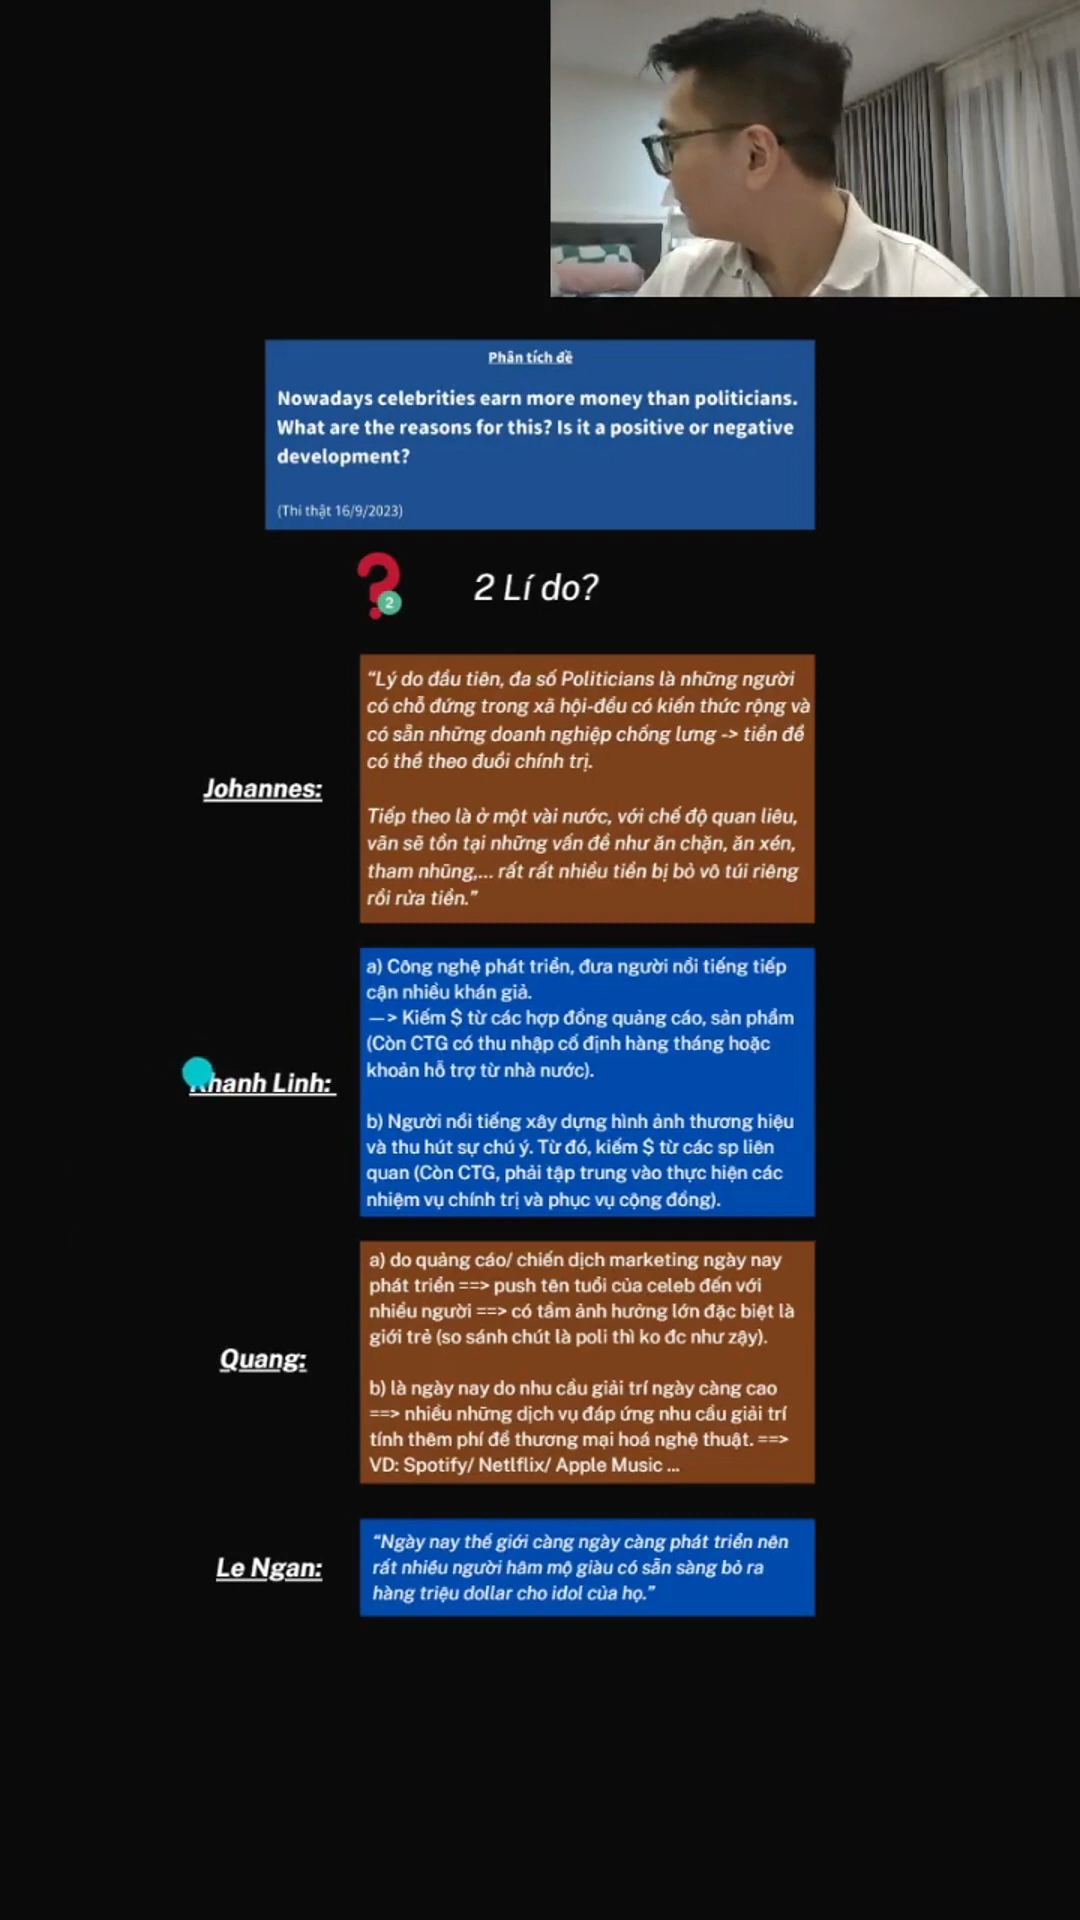 Phân tích đề
Nowadays celebrities earn more money than politicians.
What are the reasons for this? Is it a positive or negative
development?
(Thi thật 16/9/2023)
2
2 Lí do?
“Lý do đầu tiên, đa số Politicians là những người
có chỗ đứng trong xã hội-đều có kiến thức rộng và
có sẵn những doanh nghiệp chống lưng -> tiền đề
có thể theo đuổi chính trị.
Johannes:
Tiếp theo là ở một vài nước, với chế độ quan liêu,
vẫn sẽ tồn tại những vấn đề như ăn chặn, ăn xén,
tham nhũng,... rất rất nhiều tiền bị bỏ vô túi riêng
rồi rửa tiền.”
a) Công nghệ phát triển, đưa người nổi tiếng tiếp
cận nhiều khán giả.
—> Kiếm $ từ các hợp đồng quảng cáo, sản phẩm
(Còn CTG có thu nhập cố định hàng tháng hoặc
khoản hỗ trợ từ nhà nước).
Khanh Linh:
b) Người nổi tiếng xây dựng hình ảnh thương hiệu
và thu hút sự chú ý. Từ đó, kiếm $ từ các sp liên
quan (Còn CTG, phải tập trung vào thực hiện các
nhiệm vụ chính trị và phục vụ cộng đồng).
a) do quảng cáo/ chiến dịch marketing ngày nay
phát triển ==> push tên tuổi của celeb đến với
nhiều người ==> có tầm ảnh hưởng lớn đặc biệt là
giới trẻ (so sánh chút là poli thì ko đc như zậy).
Quang:
b) là ngày nay do nhu cầu giải trí ngày càng cao
==> nhiều những dịch vụ đáp ứng nhu cầu giải trí
tính thêm phí để thương mại hoá nghệ thuật. ==>
VD: Spotify/ Netlflix/ Apple Music ...
Le Ngan:
“Ngày nay thế giới càng ngày càng phát triển nên
rất nhiều người hâm mộ giàu có sẵn sàng bỏ ra
hàng triệu dollar cho idol của họ.”